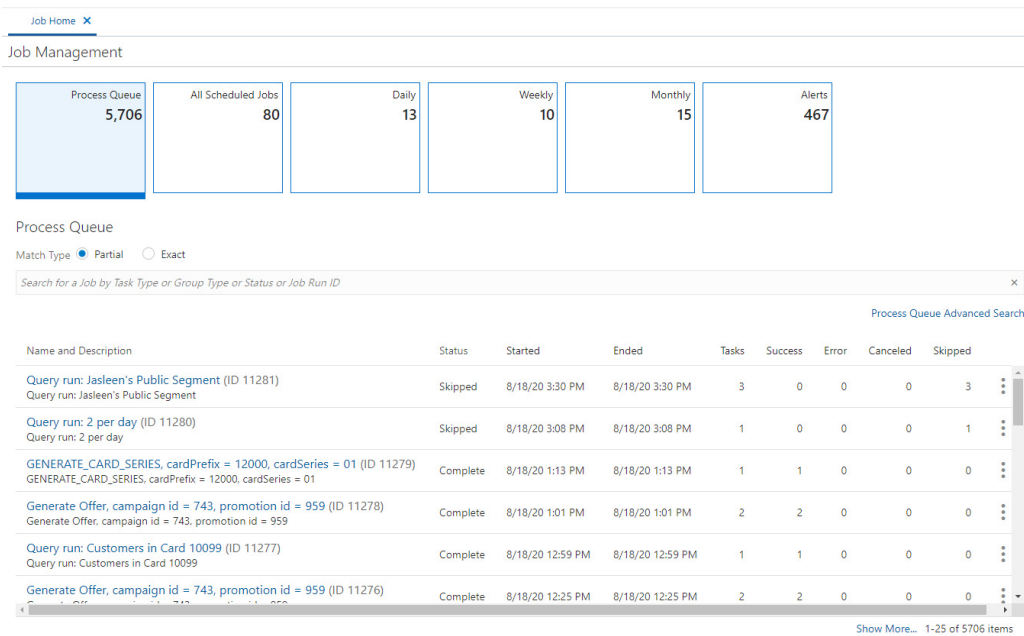 Job Home ✕
Job Management
Process Queue All Scheduled Jobs Daily Weekly Monthly Alerts
5,706 80 13 10 15 467
Process Queue
Match Type Partial Exact
Search for a Job by Task Type or Group Type or Status or Job Run ID ✕
Process Queue Advanced Search
Name and Description Status Started Ended Tasks Success Error Canceled Skipped
Query run: Jasleen's Public Segment (ID 11281)
Query run: Jasleen's Public Segment
Skipped 8/18/20 3:30 PM 8/18/20 3:30 PM 3 0 0 0 3
Query run: 2 per day (ID 11280)
Query run: 2 per day
Skipped 8/18/20 3:08 PM 8/18/20 3:08 PM 1 0 0 0 1
GENERATE_CARD_SERIES, cardPrefix = 12000, cardSeries = 01 (ID 11279)
GENERATE_CARD_SERIES, cardPrefix = 12000, cardSeries = 01
Complete 8/18/20 1:13 PM 8/18/20 1:13 PM 1 1 0 0 0
Generate Offer, campaign id = 743, promotion id = 959 (ID 11278)
Generate Offer, campaign id = 743, promotion id = 959
Complete 8/18/20 1:01 PM 8/18/20 1:01 PM 2 2 0 0 0
Query run: Customers in Card 10099 (ID 11277)
Query run: Customers in Card 10099
Complete 8/18/20 12:59 PM 8/18/20 12:59 PM 1 1 0 0 0
Generate Offer, campaign id = 743, promotion id = 959 (ID 11276)
Complete 8/18/20 12:25 PM 8/18/20 12:25 PM 2 2 0 0 0
Show More... 1-25 of 5706 items